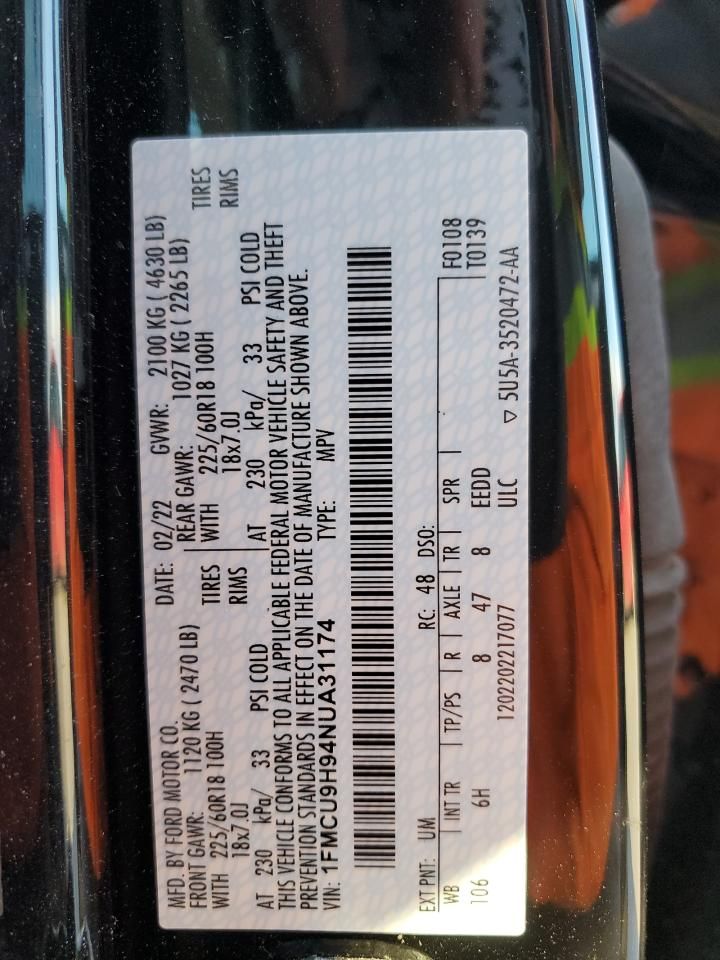 MFD. BY FORD MOTOR CO. DATE: 02/22 GVWR: 2100 KG ( 4630 LB)
FRONT GAWR: 1120 KG ( 2470 LB) REAR GAWR: 1027 KG ( 2265 LB)
WITH 225/60R18 100H TIRES WITH 225/60R18 100H TIRES
18x7.0J RIMS 18x7.0J RIMS
AT 230 kPa/ 33 PSI COLD AT 230 kPa/ 33 PSI COLD
THIS VEHICLE CONFORMS TO ALL APPLICABLE FEDERAL MOTOR VEHICLE SAFETY AND THEFT
PREVENTION STANDARDS IN EFFECT ON THE DATE OF MANUFACTURE SHOWN ABOVE.
VIN: 1FMCU9H94NUA31174 TYPE: MPV
EXT PNT: UM RC: 48 DSO:
WB INT TR TP/PS R AXLE TR SPR F0108
106 6H 8 47 8 EEDD T0139
1202202217077 ULC ▽ 5U5A-3520472-AA